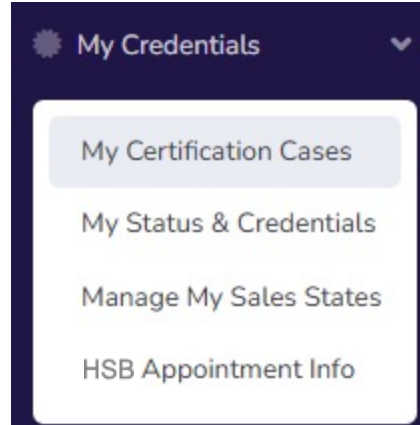 My Credentials
My Certification Cases
My Status & Credentials
Manage My Sales States
HSB Appointment Info